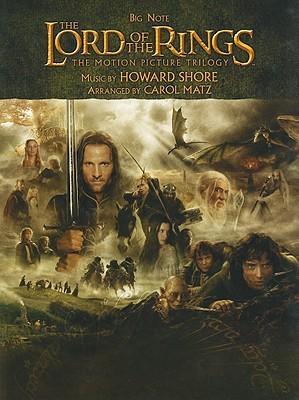 BIG NOTE
THE LORD OF THE RINGS
THE MOTION PICTURE TRILOGY
MUSIC BY HOWARD SHORE
ARRANGED BY CAROL MATZ